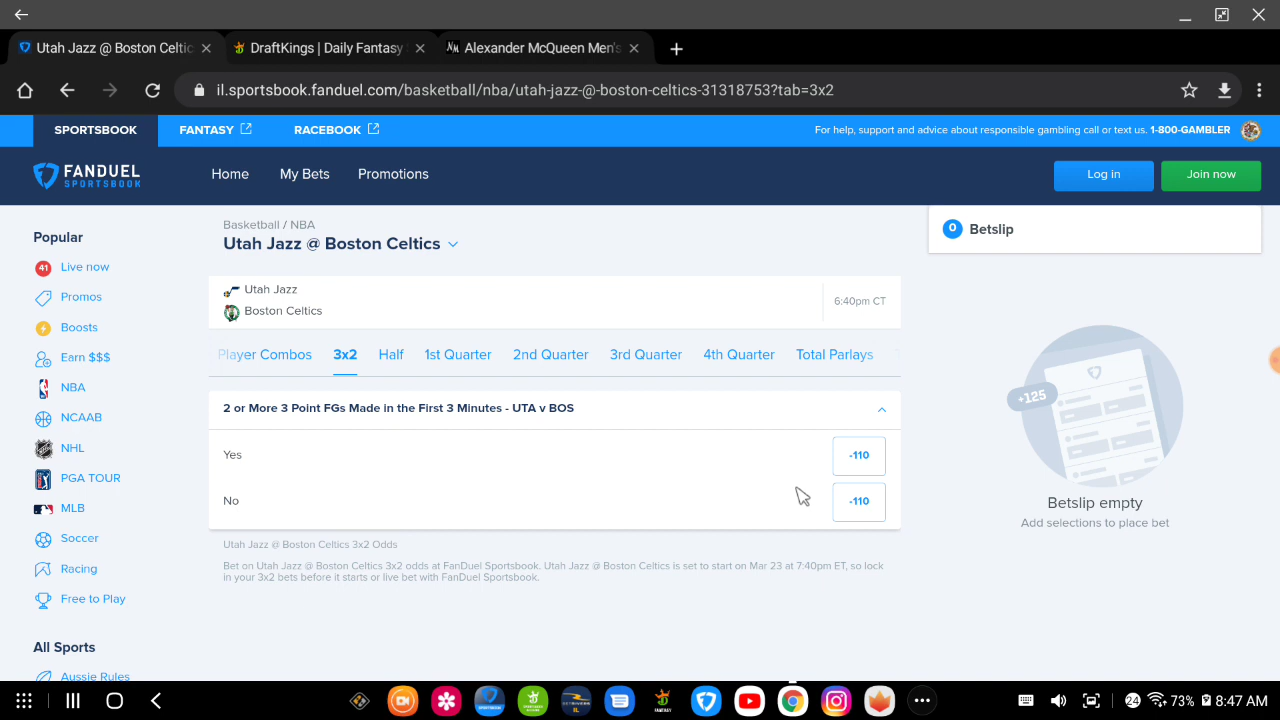 Utah Jazz @ Boston Celtic
DraftKings | Daily Fantasy
Alexander McQueen Men's
il.sportsbook.fanduel.com/basketball/nba/utah-jazz-@-boston-celtics-31318753?tab=3x2
SPORTSBOOK
FANTASY
RACEBOOK
For help, support and advice about responsible gambling call or text us. 1-800-GAMBLER
FANDUEL
SPORTSBOOK
Home
My Bets
Promotions
Log in
Join now
Popular
41 Live now
Promos
Boosts
Earn $$$
NBA
NCAAB
NHL
PGA TOUR
MLB
Soccer
Racing
Free to Play
All Sports
Aussie Rules
Basketball / NBA
Utah Jazz @ Boston Celtics
Utah Jazz
Boston Celtics
6:40pm CT
Player Combos 3x2 Half 1st Quarter 2nd Quarter 3rd Quarter 4th Quarter Total Parlays
2 or More 3 Point FGs Made in the First 3 Minutes - UTA v BOS
Yes -110
No -110
Utah Jazz @ Boston Celtics 3x2 Odds
Bet on Utah Jazz @ Boston Celtics 3x2 odds at FanDuel Sportsbook. Utah Jazz @ Boston Celtics is set to start on Mar 23 at 7:40pm ET, so lock
in your 3x2 bets before it starts or live bet with FanDuel Sportsbook.
0 Betslip
+125
Betslip empty
Add selections to place bet
24 73% 8:47 AM